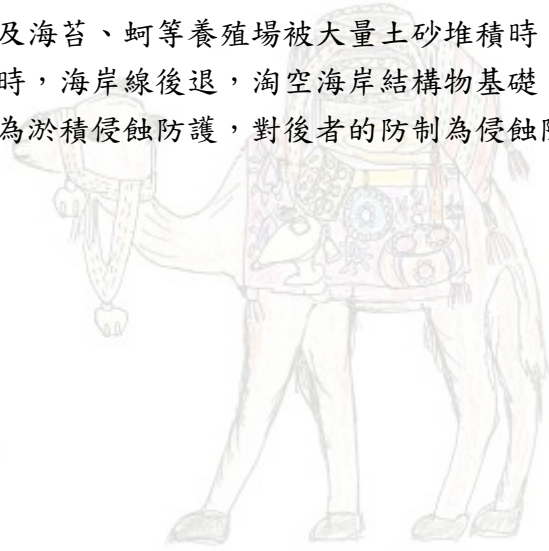 及海苔、蚵等養殖場被大量土砂堆積時，
時，海岸線後退，淘空海岸結構物基礎，
為淤積侵蝕防護，對後者的防制為侵蝕防